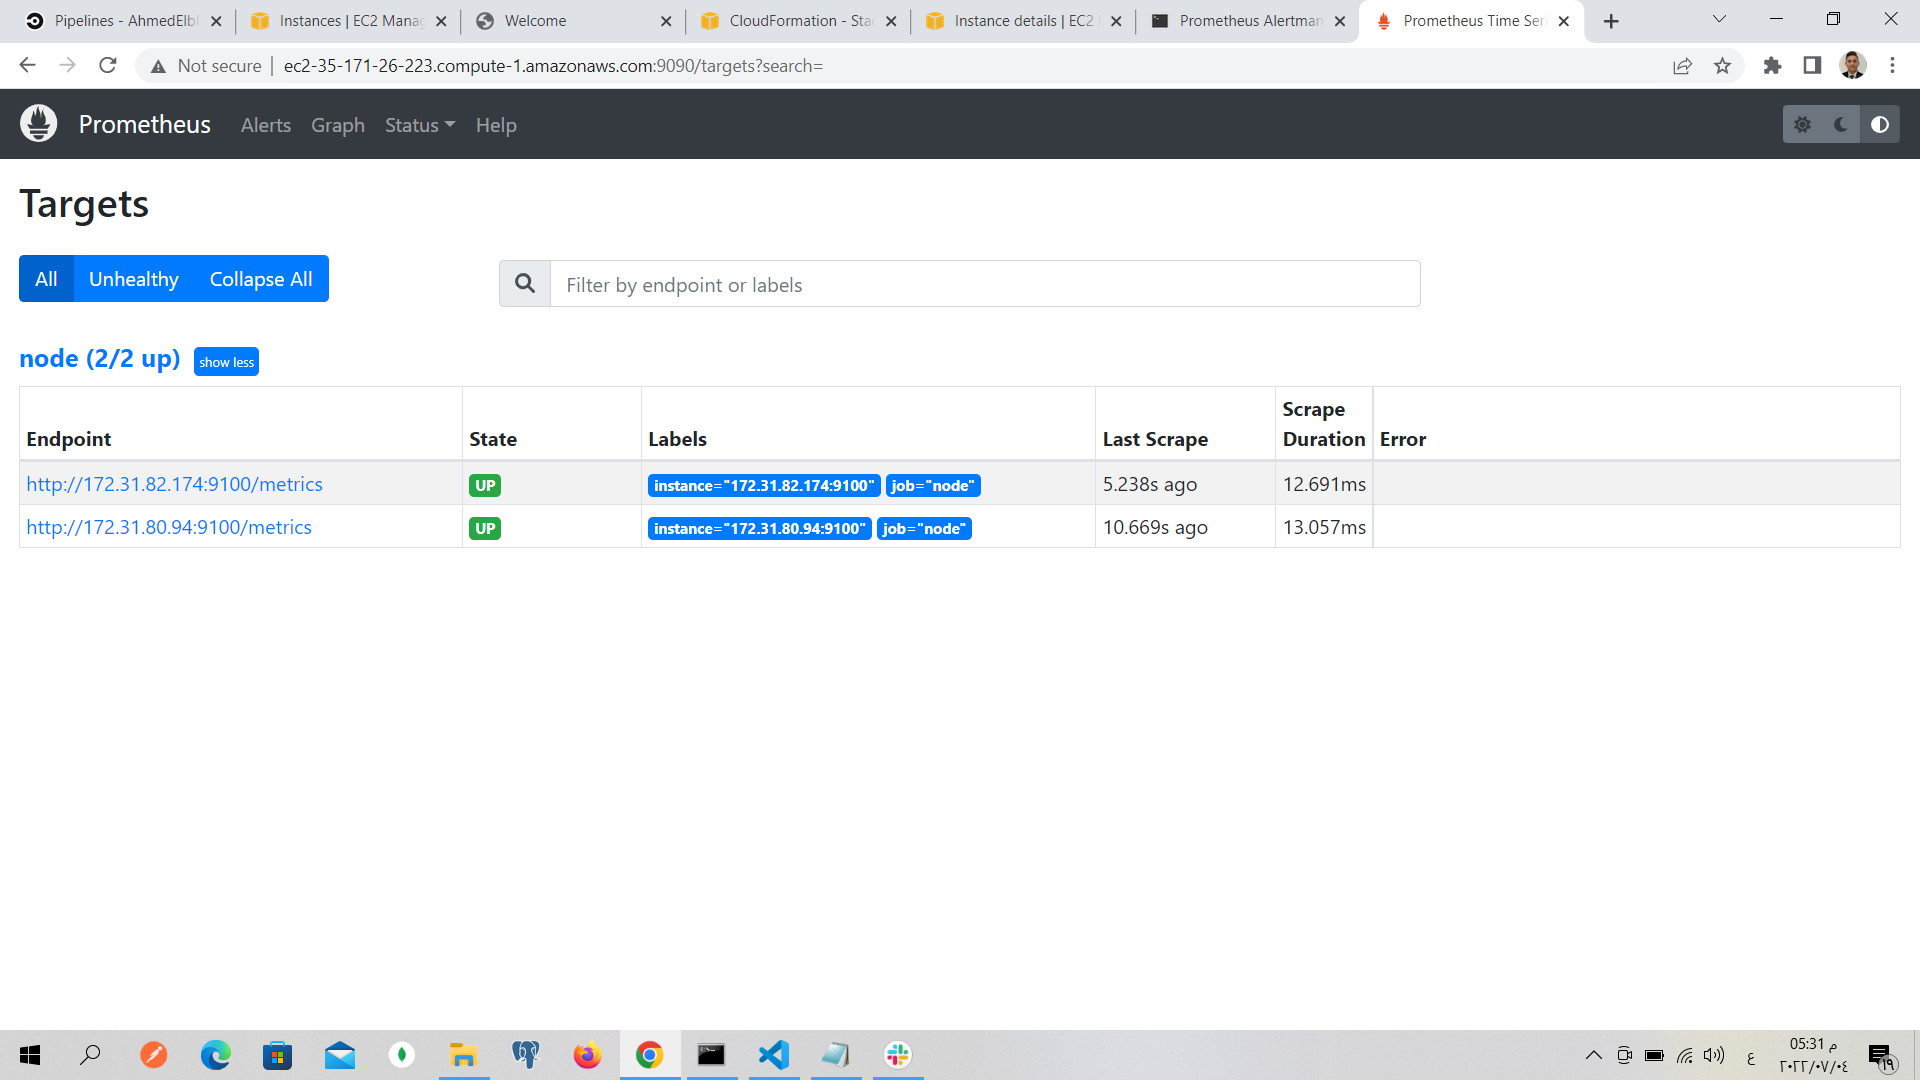 Pipelines - AhmedElbl
Instances | EC2 Manag
Welcome
CloudFormation - Stac
Instance details | EC2
Prometheus Alertman
Prometheus Time Seri
Not secure
ec2-35-171-26-223.compute-1.amazonaws.com:9090/targets?search=
Prometheus
Alerts
Graph
Status
Help
Targets
All
Unhealthy
Collapse All
Filter by endpoint or labels
node (2/2 up)
show less
Endpoint
State
Labels
Last Scrape
Scrape
Duration
Error
http://172.31.82.174:9100/metrics
UP
instance="172.31.82.174:9100"
job="node"
5.238s ago
12.691ms
http://172.31.80.94:9100/metrics
UP
instance="172.31.80.94:9100"
job="node"
10.669s ago
13.057ms
ع
05:31 م
٢٠٢٢/٠٧/٠٤
١٩